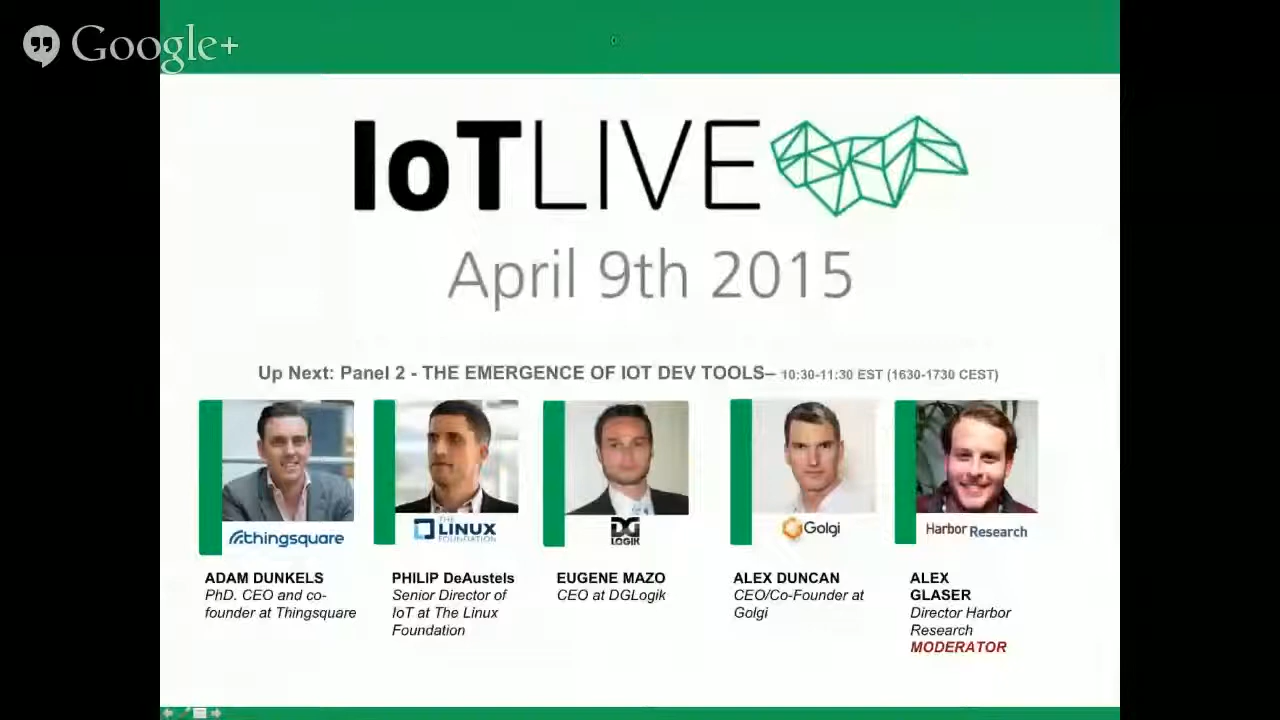 Google+
IoTLIVE
April 9th 2015
Up Next: Panel 2 - THE EMERGENCE OF IOT DEV TOOLS– 10:30-11:30 EST (1630-1730 CEST)
thingsquare
THE
LINUX
FOUNDATION
DG
LOGIK
Golgi
Harbor Research
ADAM DUNKELS
PhD. CEO and co-
founder at Thingsquare
PHILIP DeAustels
Senior Director of
IoT at The Linux
Foundation
EUGENE MAZO
CEO at DGLogik
ALEX DUNCAN
CEO/Co-Founder at
Golgi
ALEX
GLASER
Director Harbor
Research
MODERATOR